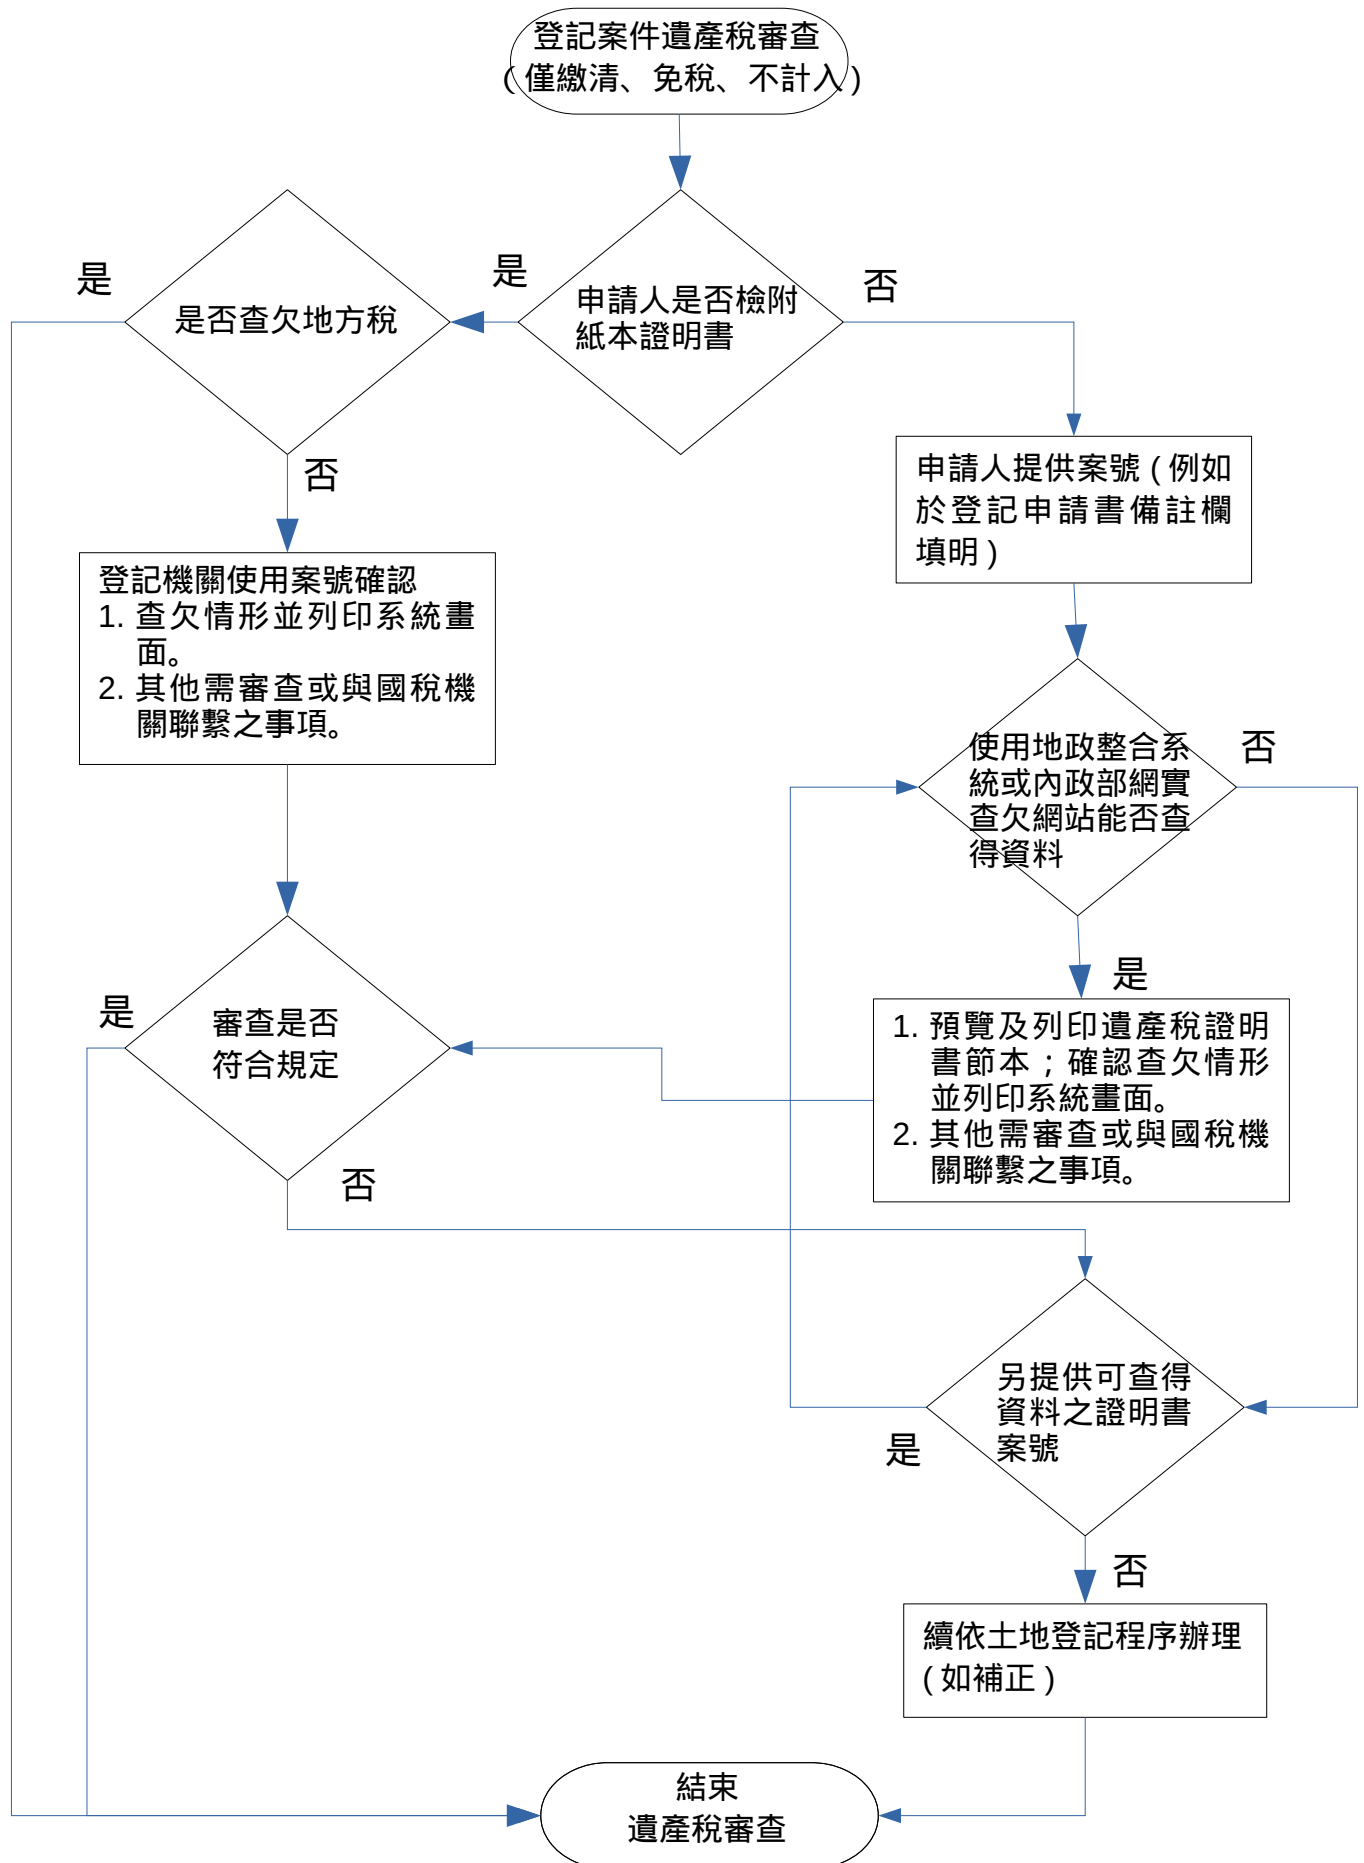 登記案件遺產稅審查
(僅繳清、免稅、不計入)
是
是否查欠地方稅
是
申請人是否檢附
紙本證明書
否
否
申請人提供案號(例如
於登記申請書備註欄
填明)
登記機關使用案號確認
1. 查欠情形並列印系統畫
面。
2. 其他需審查或與國稅機
關聯繫之事項。
使用地政整合系
統或內政部網實
查欠網站能否查
得資料
否
是
是
審查是否
符合規定
否
1. 預覽及列印遺產稅證明
書節本；確認查欠情形
並列印系統畫面。
2. 其他需審查或與國稅機
關聯繫之事項。
另提供可查得
資料之證明書
案號
是
否
續依土地登記程序辦理
(如補正)
結束
遺產稅審查